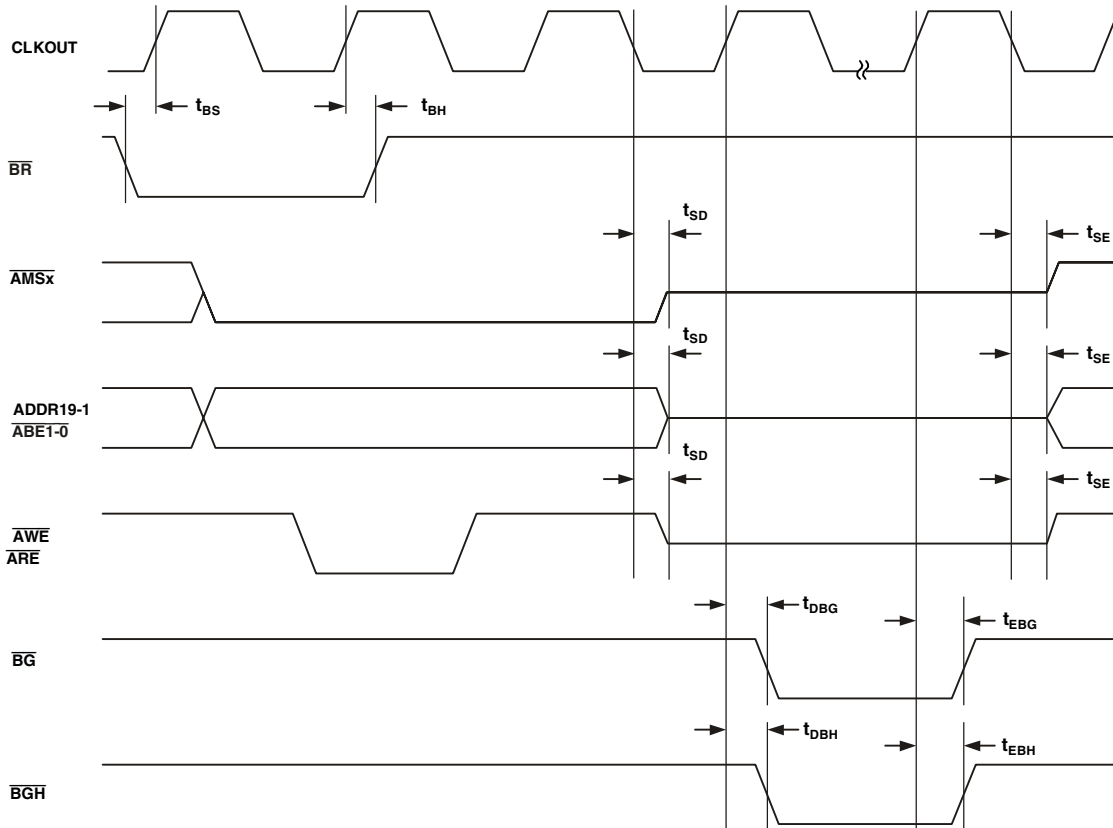 CLKOUT
tBS
tBH
BR
tSD
tSE
AMSx
tSD
tSE
ADDR19-1
ABE1-0
tSD
tSE
AWE
ARE
tDBG
tEBG
BG
tDBH
tEBH
BGH